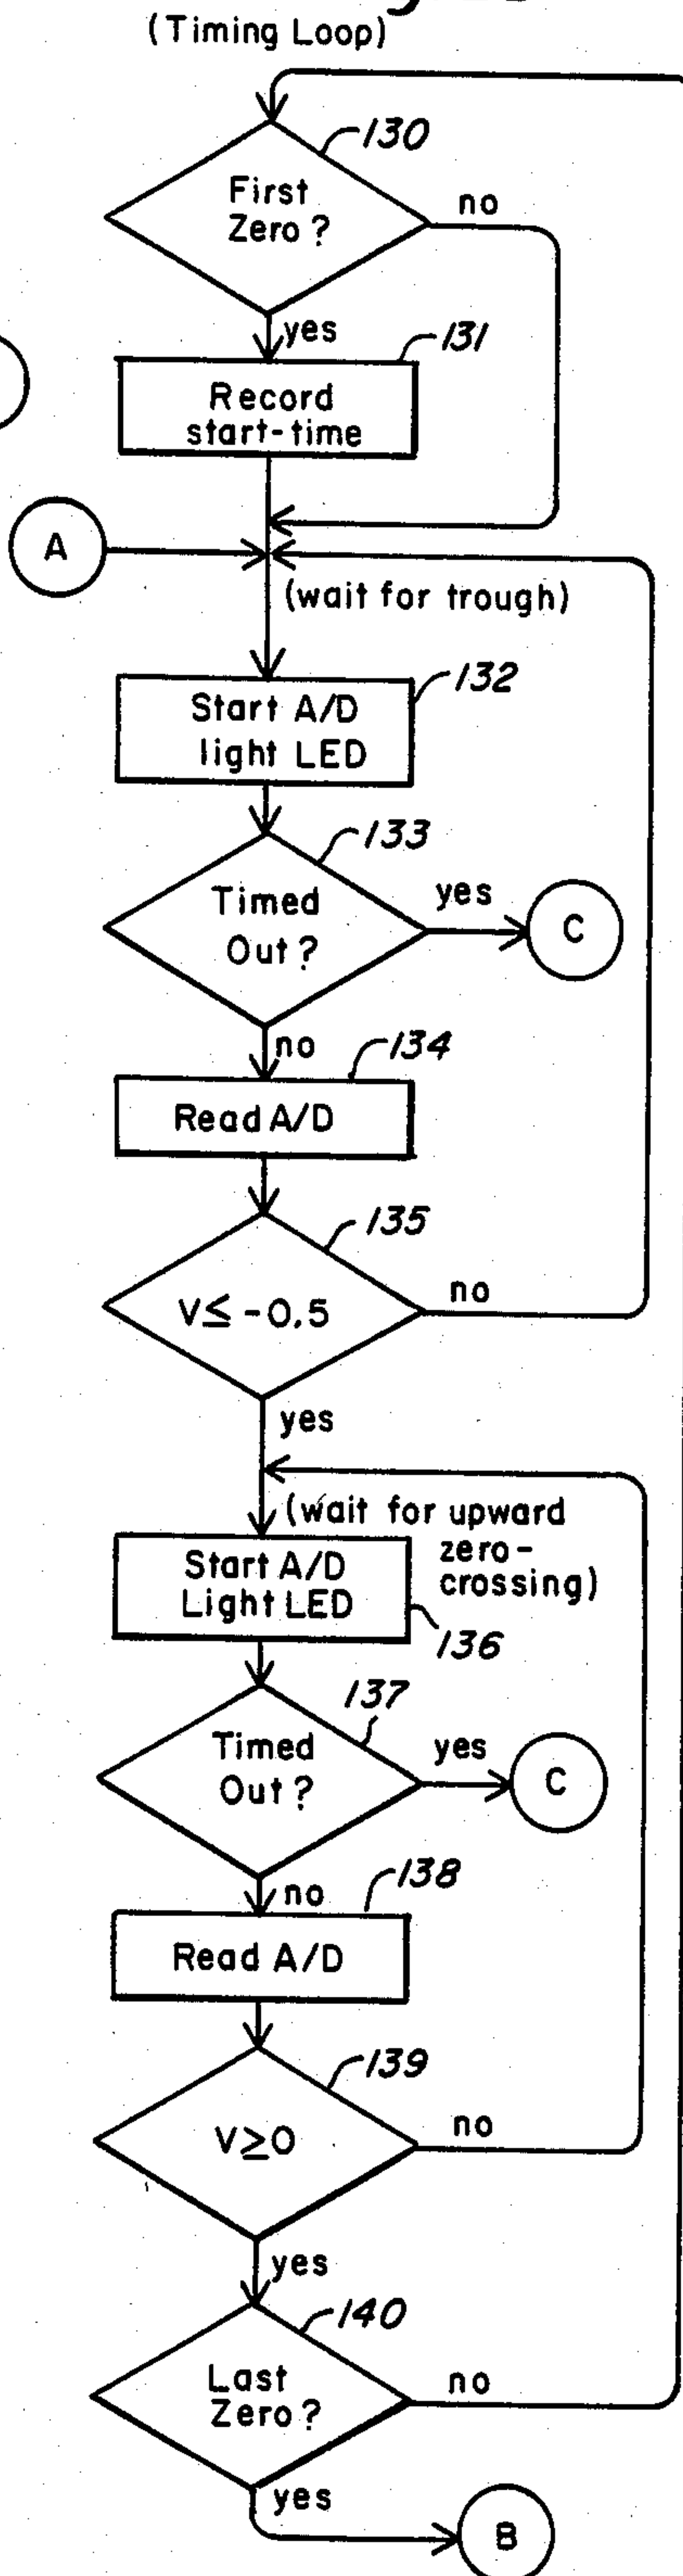 (Timing Loop)
130
First
Zero?
no
yes
131
Record
start-time
A
(wait for trough)
132
Start A/D
light LED
133
Timed
Out?
yes
C
no
134
Read A/D
135
V≤ -0.5
no
yes
(wait for upward
zero-
crossing)
Start A/D
Light LED
136
137
Timed
Out?
yes
C
no
138
Read A/D
139
V≥0
no
yes
140
Last
Zero?
no
yes
B